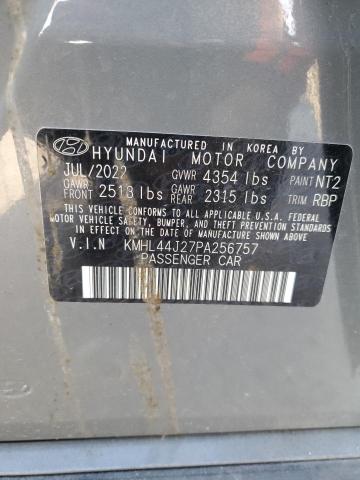 MANUFACTURED IN KOREA BY
HYUNDAI MOTOR COMPANY
JUL/2022 GVWR 4354 lbs PAINT NT2
GAWR FRONT 2513 lbs GAWR REAR 2315 lbs TRIM RBP
THIS VEHICLE CONFORMS TO ALL APPLICABLE U.S.A. FEDERAL
MOTOR VEHICLE SAFETY, BUMPER, AND THEFT PREVENTION
STANDARDS IN EFFECT ON THE DATE OF MANUFACTURE SHOWN ABOVE.
V.I.N KMHL44J27PA256757
PASSENGER CAR